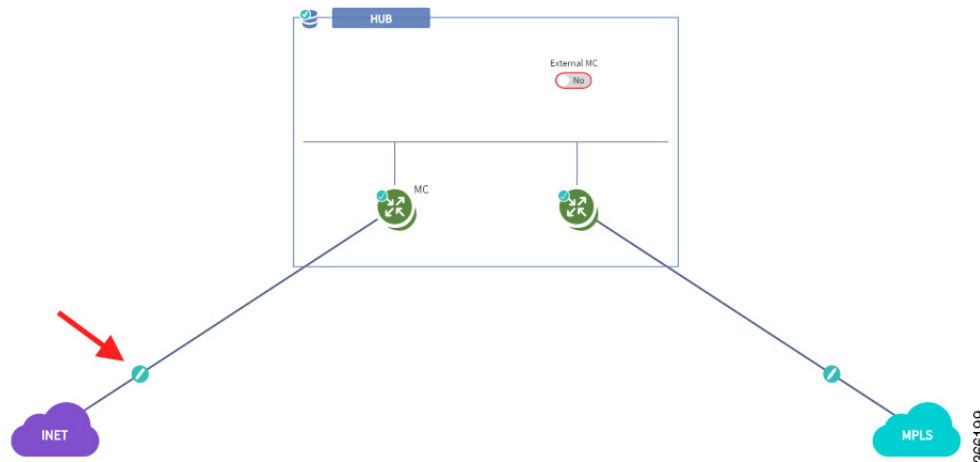 HUB
External MC
No
MC
INET
MPLS
366199